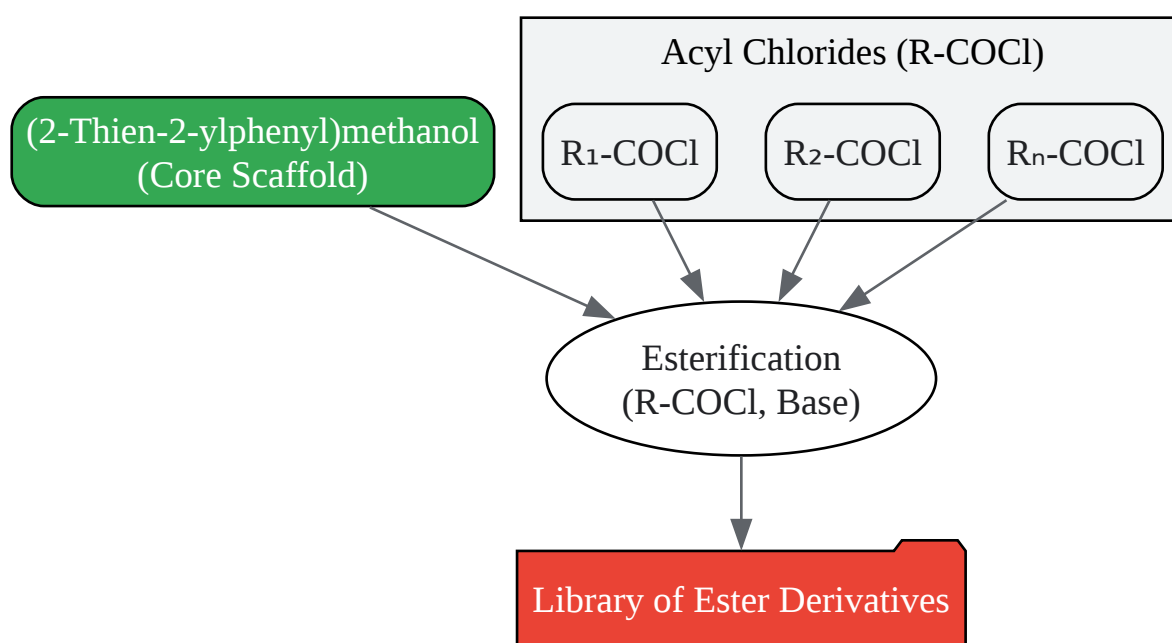 Acyl Chlorides (R-COCl)
(2-Thien-2-ylphenyl)methanol
(Core Scaffold)
R₁-COCl
R₂-COCl
Rₙ-COCl
Esterification
(R-COCl, Base)
Library of Ester Derivatives